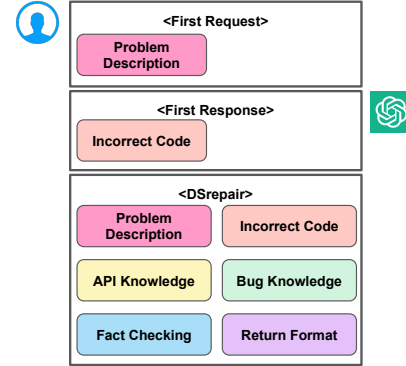 <First Request>
Problem
Description
<First Response>
Incorrect Code
<DSrepair>
Problem
Description
Incorrect Code
API Knowledge
Bug Knowledge
Fact Checking
Return Format